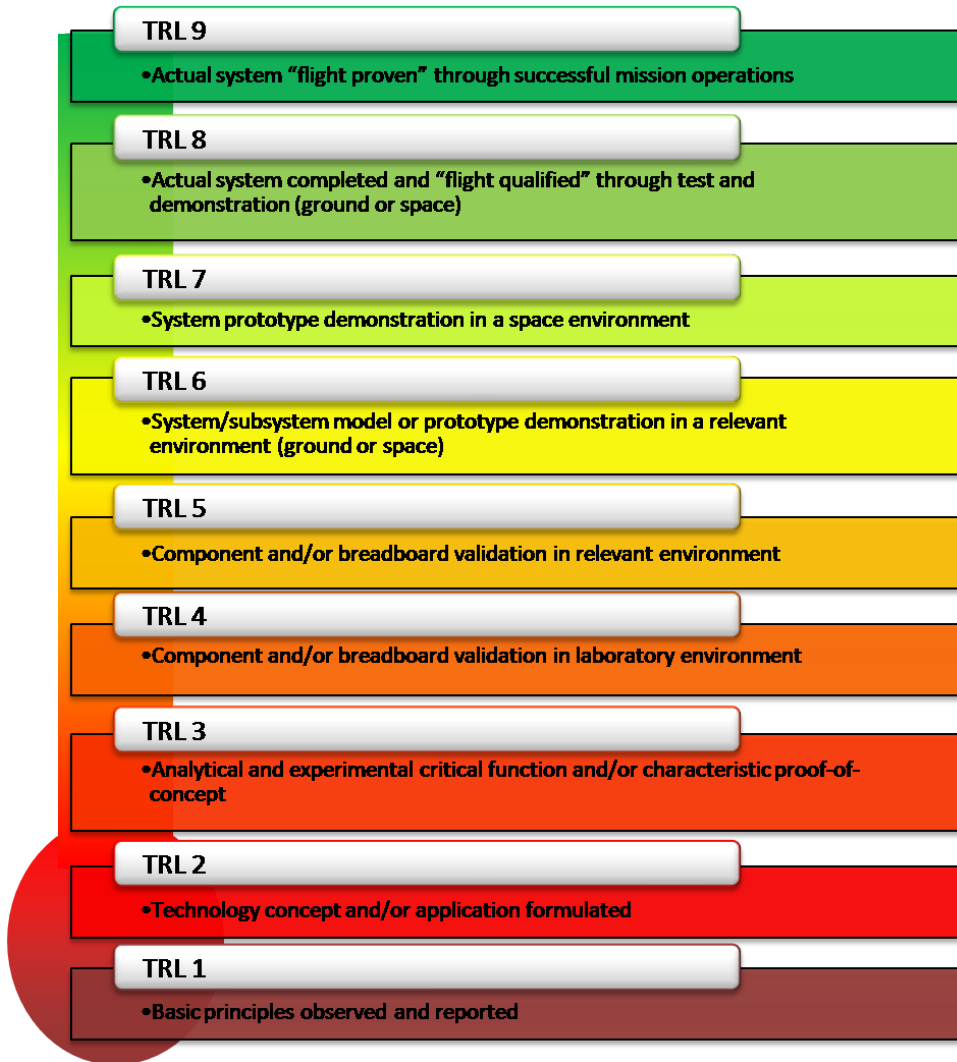 TRL 9
•Actual system “flight proven” through successful mission operations
TRL 8
•Actual system completed and “flight qualified” through test and
demonstration (ground or space)
TRL 7
•System prototype demonstration in a space environment
TRL 6
•System/subsystem model or prototype demonstration in a relevant
environment (ground or space)
TRL 5
•Component and/or breadboard validation in relevant environment
TRL 4
•Component and/or breadboard validation in laboratory environment
TRL 3
•Analytical and experimental critical function and/or characteristic proof-of-
concept
TRL 2
•Technology concept and/or application formulated
TRL 1
•Basic principles observed and reported